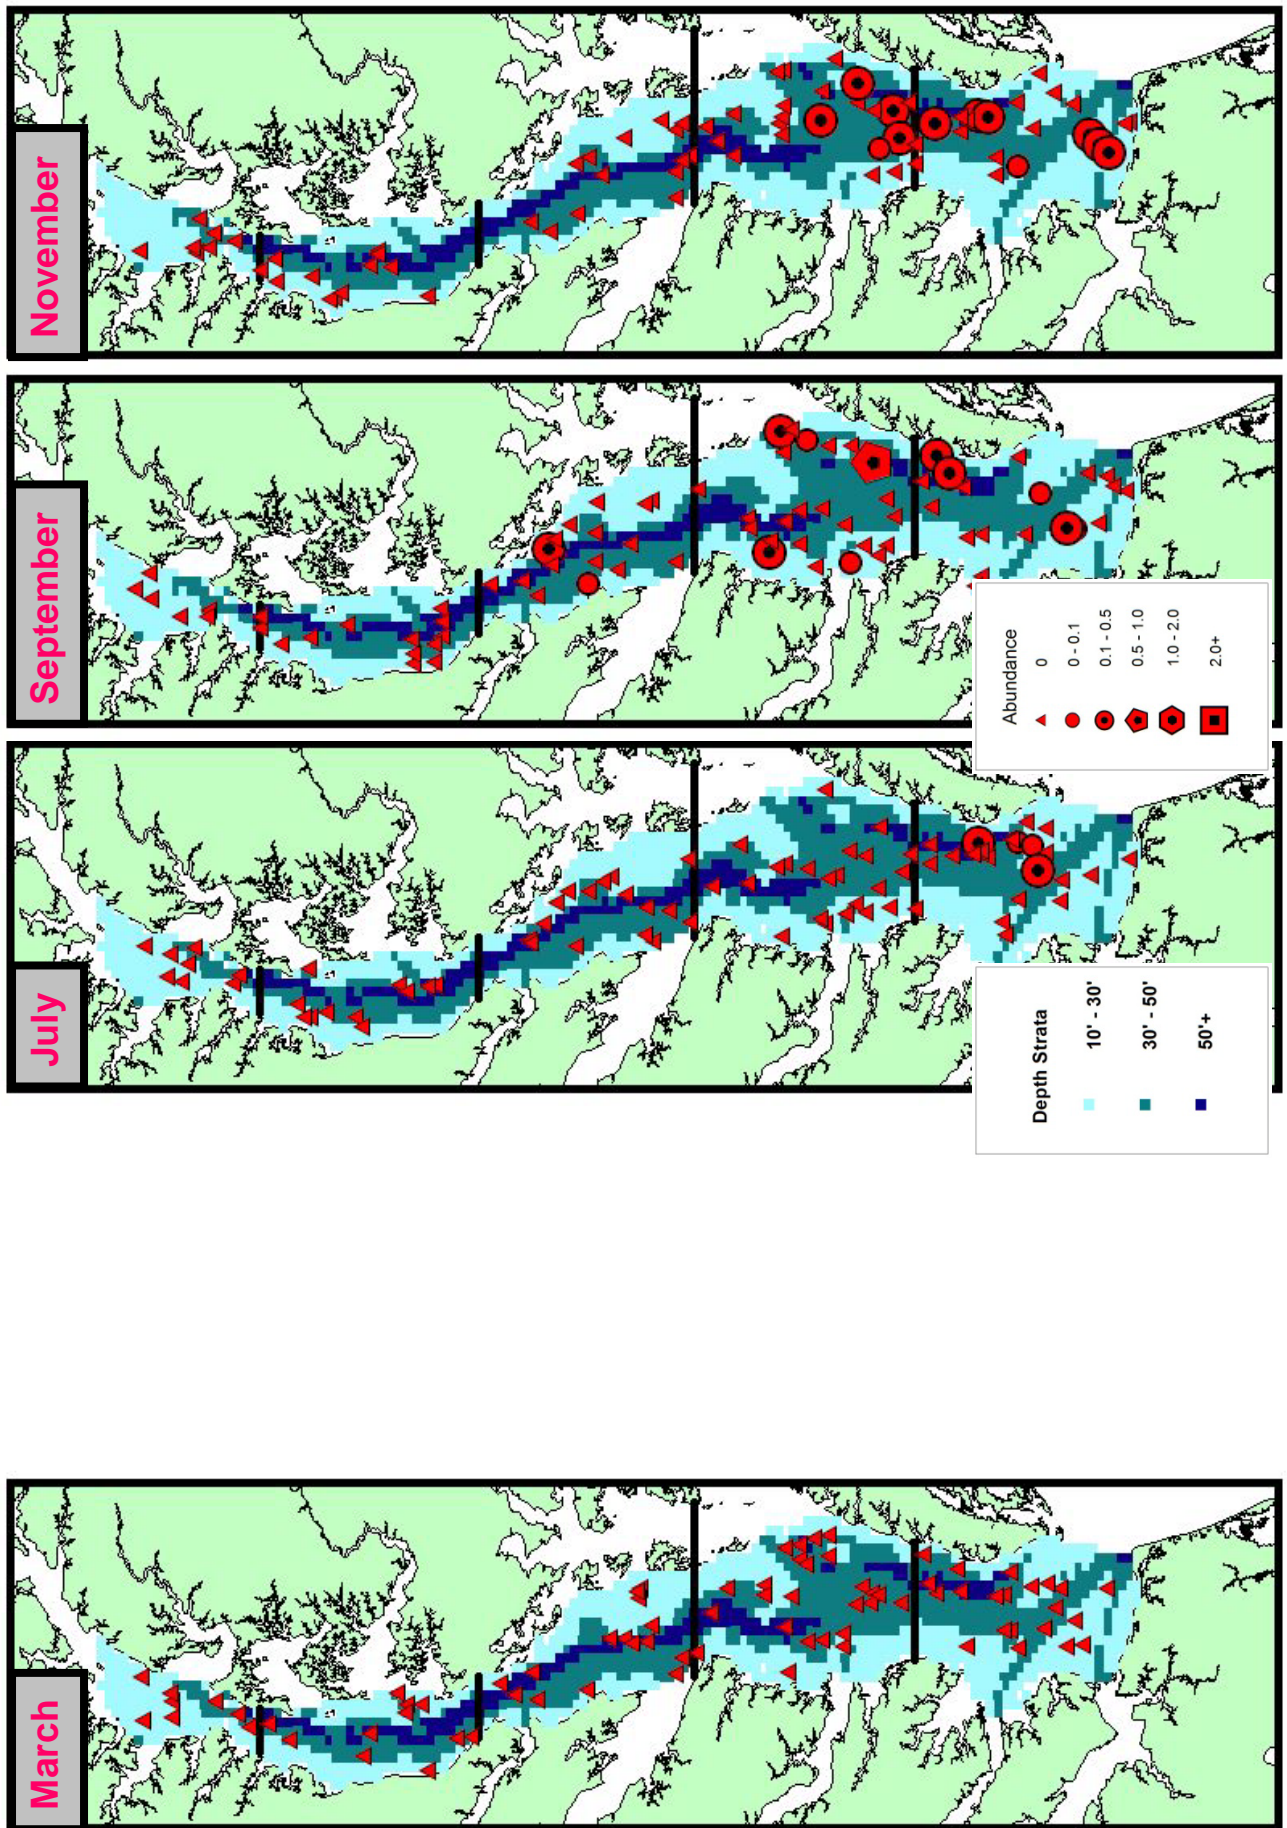 March
July
September
November
Depth Strata
10' - 30'
30' - 50'
50'+
Abundance
0
0 - 0.1
0.1 - 0.5
0.5 - 1.0
1.0 - 2.0
2.0+